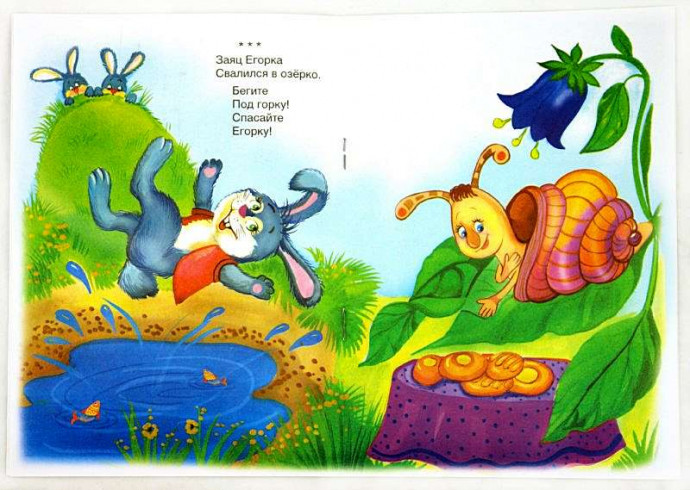 * * *
Заяц Егорка
Свалился в озёрко.
Бегите
Под горку!
Спасайте
Егорку!